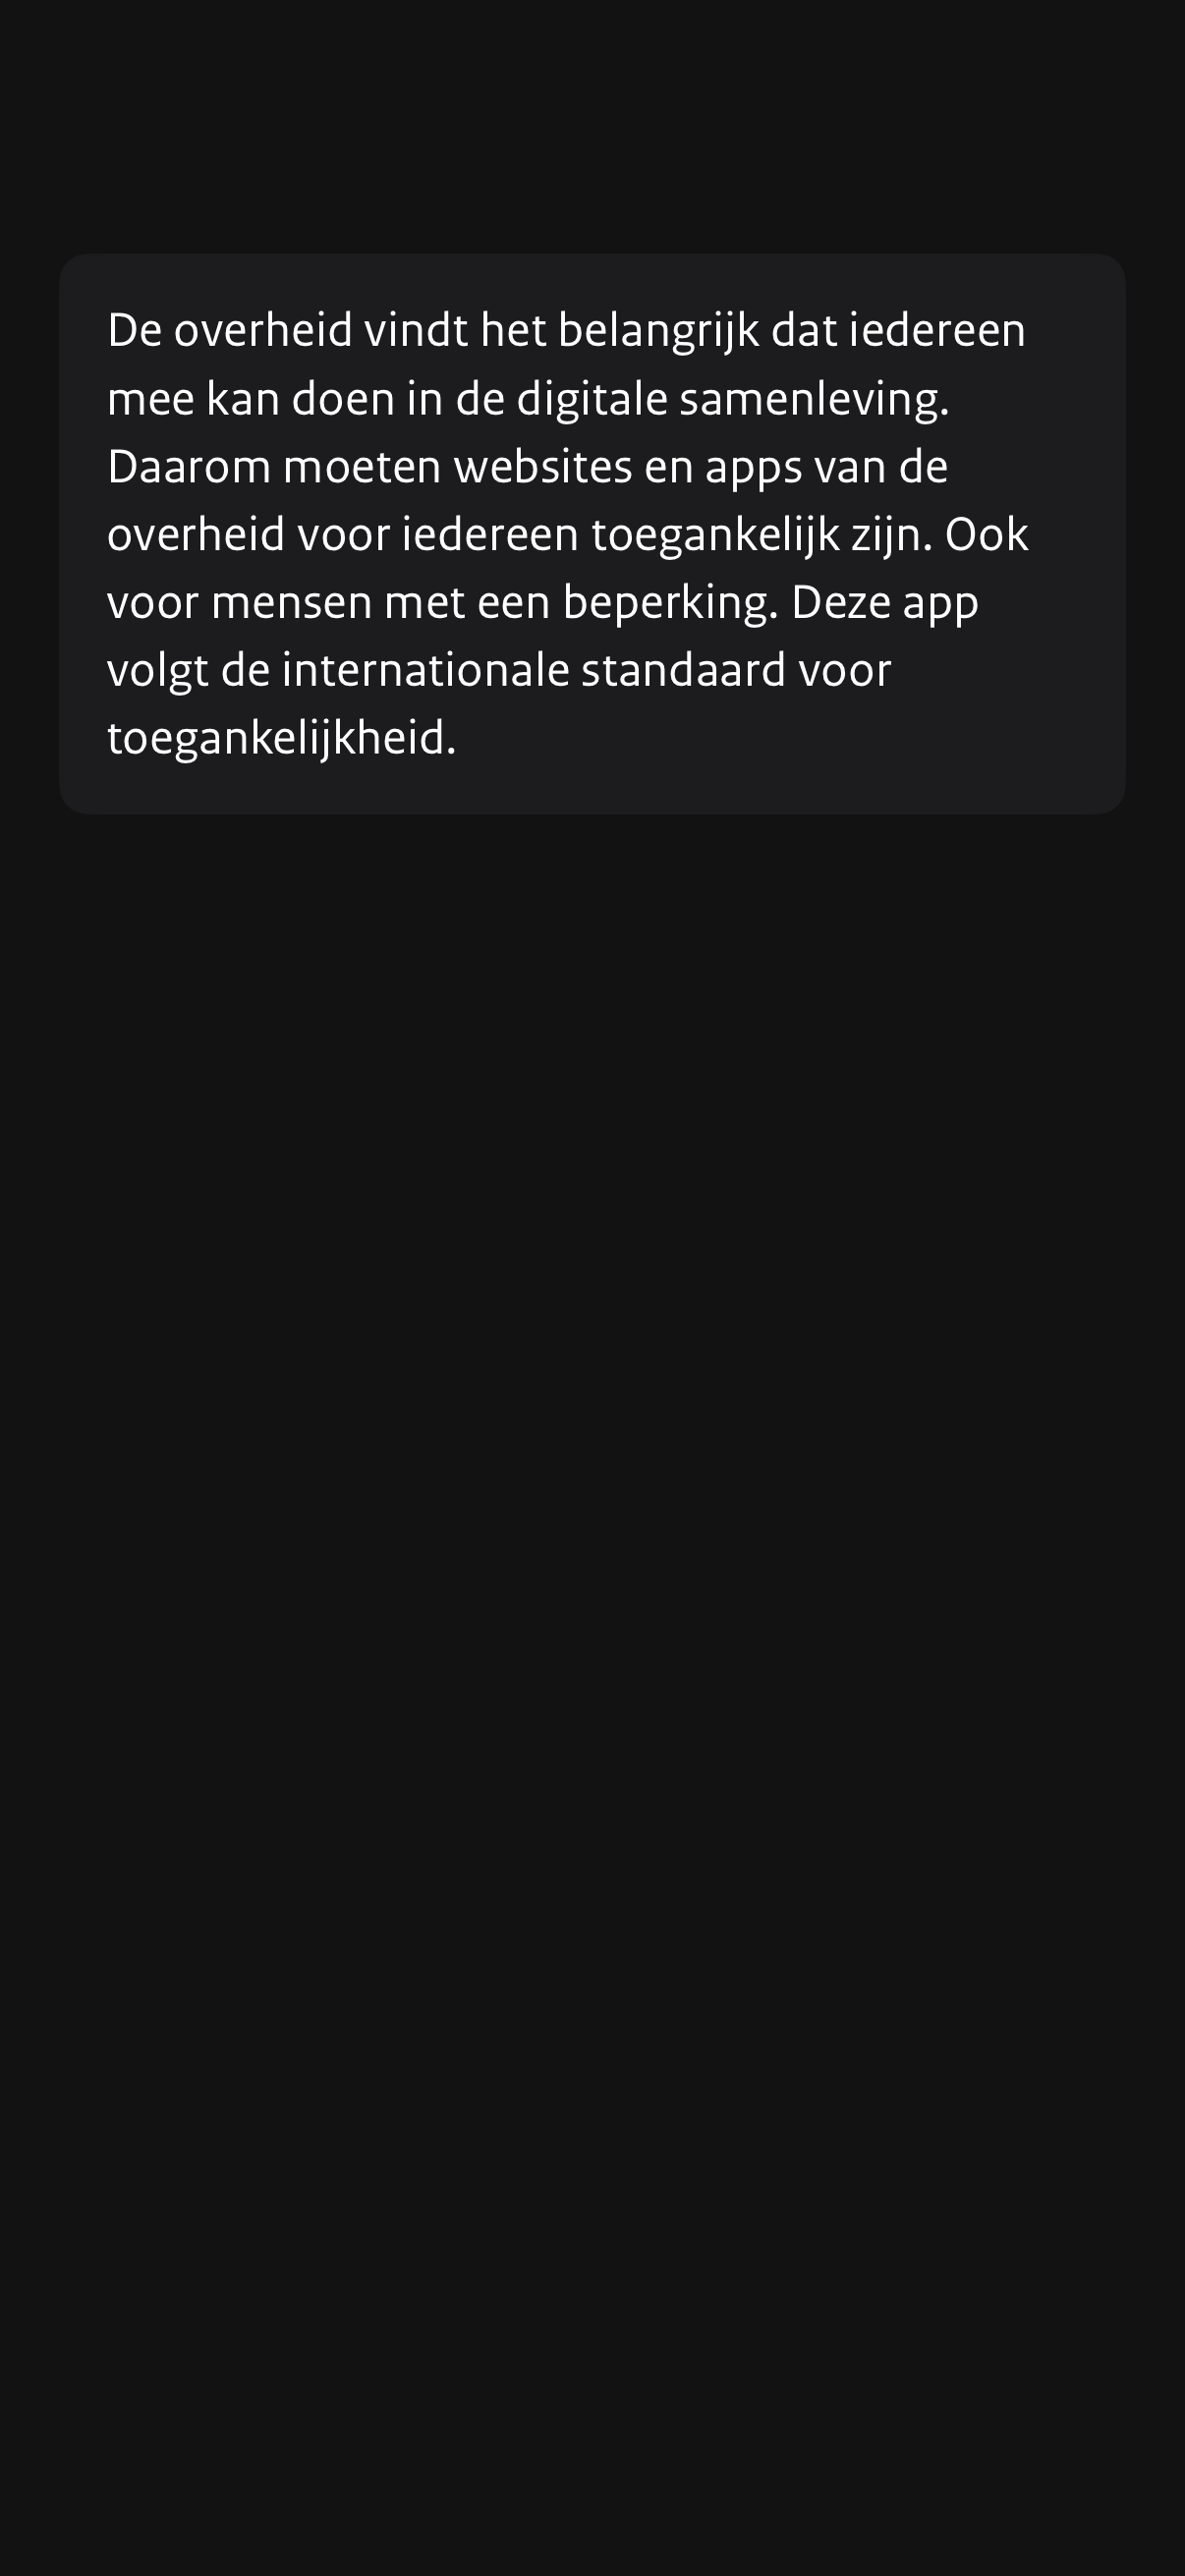 De overheid vindt het belangrijk dat iedereen
mee kan doen in de digitale samenleving.
Daarom moeten websites en apps van de
overheid voor iedereen toegankelijk zijn. Ook
voor mensen met een beperking. Deze app
volgt de internationale standaard voor
toegankelijkheid.